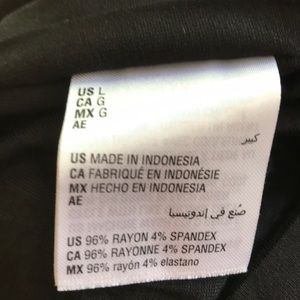 US L
CA G
MX G
AE
كبير
US MADE IN INDONESIA
CA FABRIQUÉ EN INDONÉSIE
MX HECHO EN INDONESIA
AE
صُنع في إندونيسيا
US 96% RAYON 4% SPANDEX
CA 96% RAYONNE 4% SPANDEX
MX 96% rayón 4% elastano